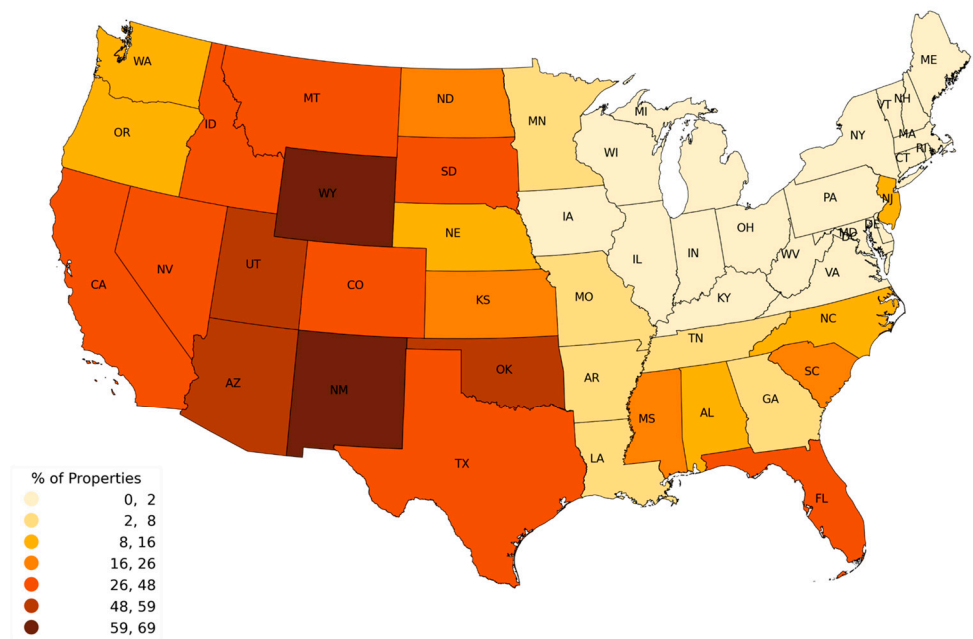 ME
WA
VT
NH
MT
ND
MI
MN
OR
ID
NY
MA
WI
RI
CT
SD
WY
PA
NJ
IA
OH
DE
NE
MD
DC
IN
WV
IL
UT
NV
VA
CA
CO
KY
KS
MO
NC
TN
OK
SC
AR
AZ
NM
GA
MS
AL
LA
TX
FL
% of Properties
0, 2
2, 8
8, 16
16, 26
26, 48
48, 59
59, 69